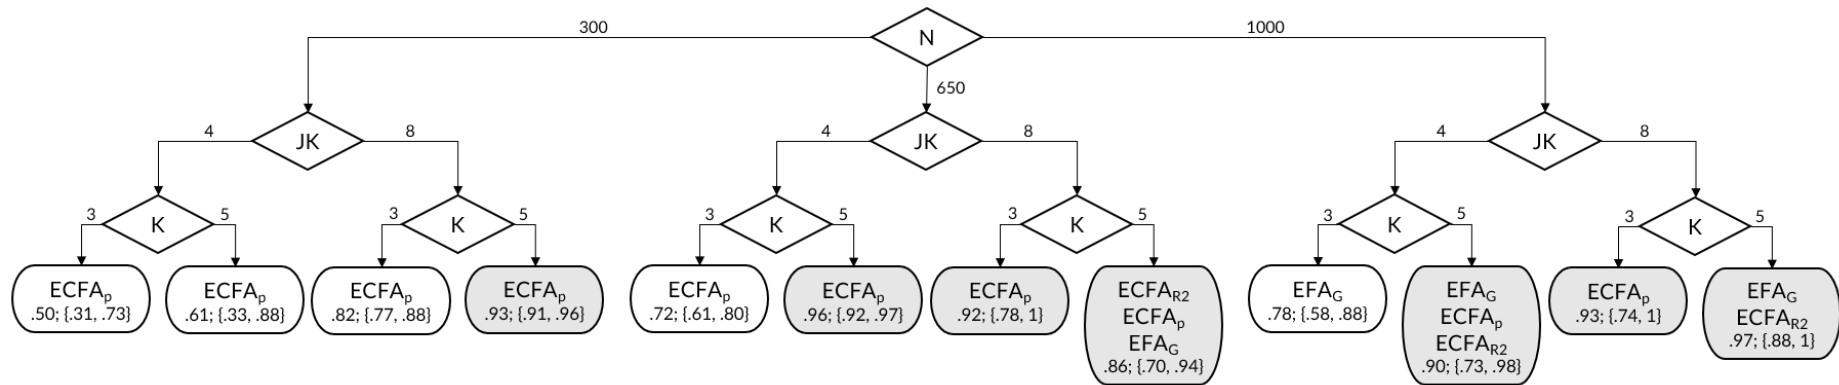 300
N
1000
650
4
JK
8
4
JK
8
4
JK
8
3
K
5
3
K
5
3
K
5
3
K
5
3
K
5
3
K
5
ECFAp
.50; {.31, .73}
ECFAp
.61; {.33, .88}
ECFAp
.82; {.77, .88}
ECFAp
.93; {.91, .96}
ECFAp
.72; {.61, .80}
ECFAp
.96; {.92, .97}
ECFAp
.92; {.78, 1}
ECFAR2
ECFAp
EFAG
.86; {.70, .94}
EFAG
.78; {.58, .88}
EFAG
ECFAp
ECFAR2
.90; {.73, .98}
ECFAp
.93; {.74, 1}
EFAG
ECFAR2
.97; {.88, 1}